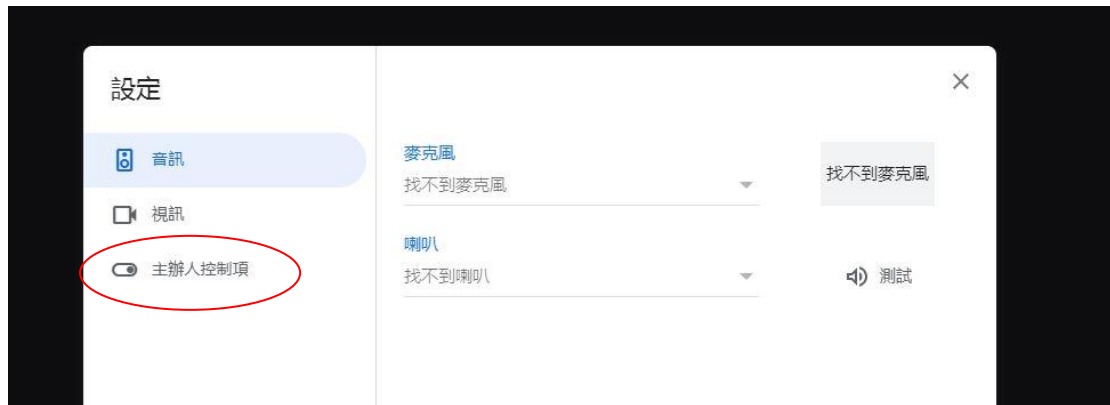 設定
音訊
視訊
主辦人控制項
麥克風
找不到麥克風
找不到麥克風
喇叭
找不到喇叭
測試